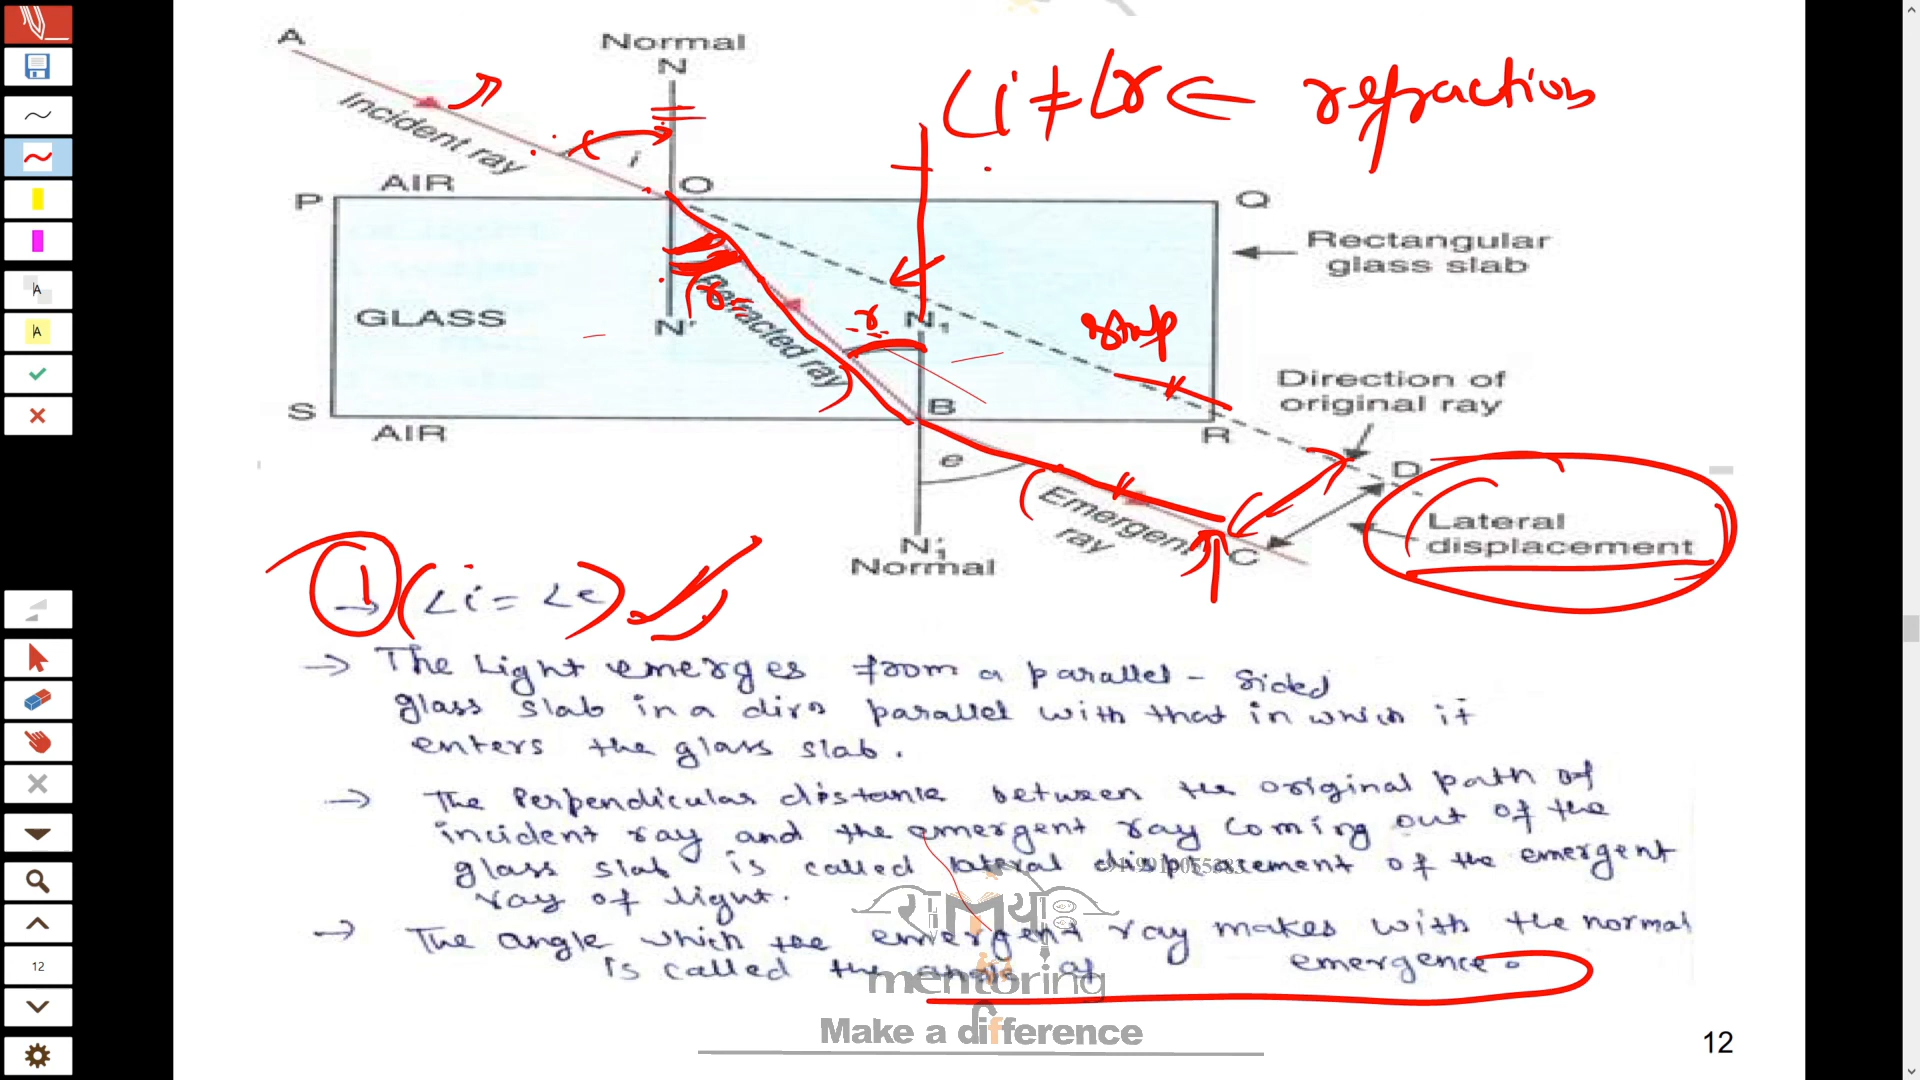 A
Normal
N
∠i ≠ ∠r ← refraction
Incident ray
i
AIR
O
P
Q
Rectangular
glass slab
GLASS
N'
r
Refracted ray
r
N₁
Direction of
original ray
S
AIR
B
R
e
D
Emergent
ray
C
Lateral
displacement
N₁'
Normal
1
→ (∠i = ∠e)
→ The Light emerges from a parallel - sided
glass slab in a dirn parallel with that in which it
enters the glass slab.
→ The Perpendicular distance between the original path of
incident ray and the emergent ray coming out of the
glass slab is called lateral displacement of the emergent
ray of light.
→ The angle which the emergent ray makes with the normal
is called the angle of emergence.
mentoring
Make a difference
12
12